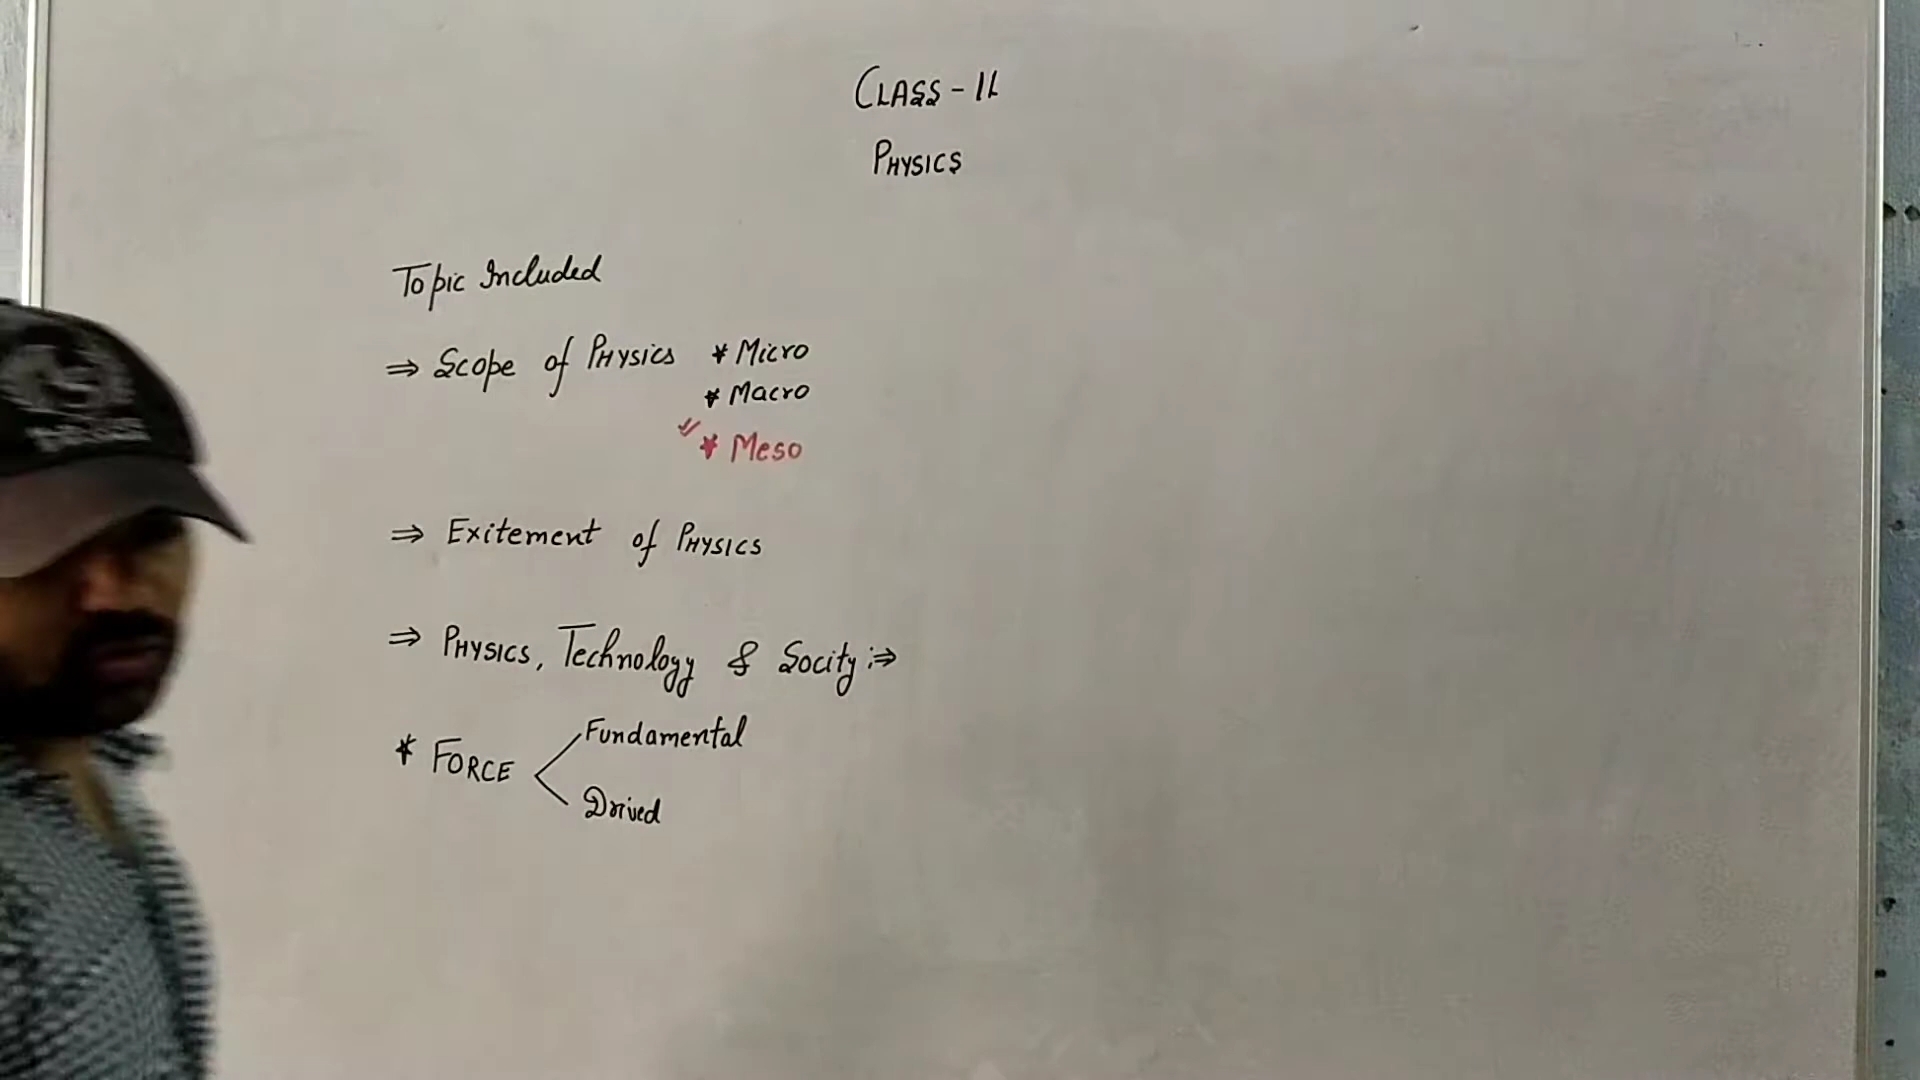 CLASS - 11
PHYSICS
Topic Included
⇒ Scope of PHYSICS * Micro
* Macro
* Meso
⇒ Exitement of PHYSICS
⇒ PHYSICS, Technology & Socity :⇒
* FORCE Fundamental
Drived